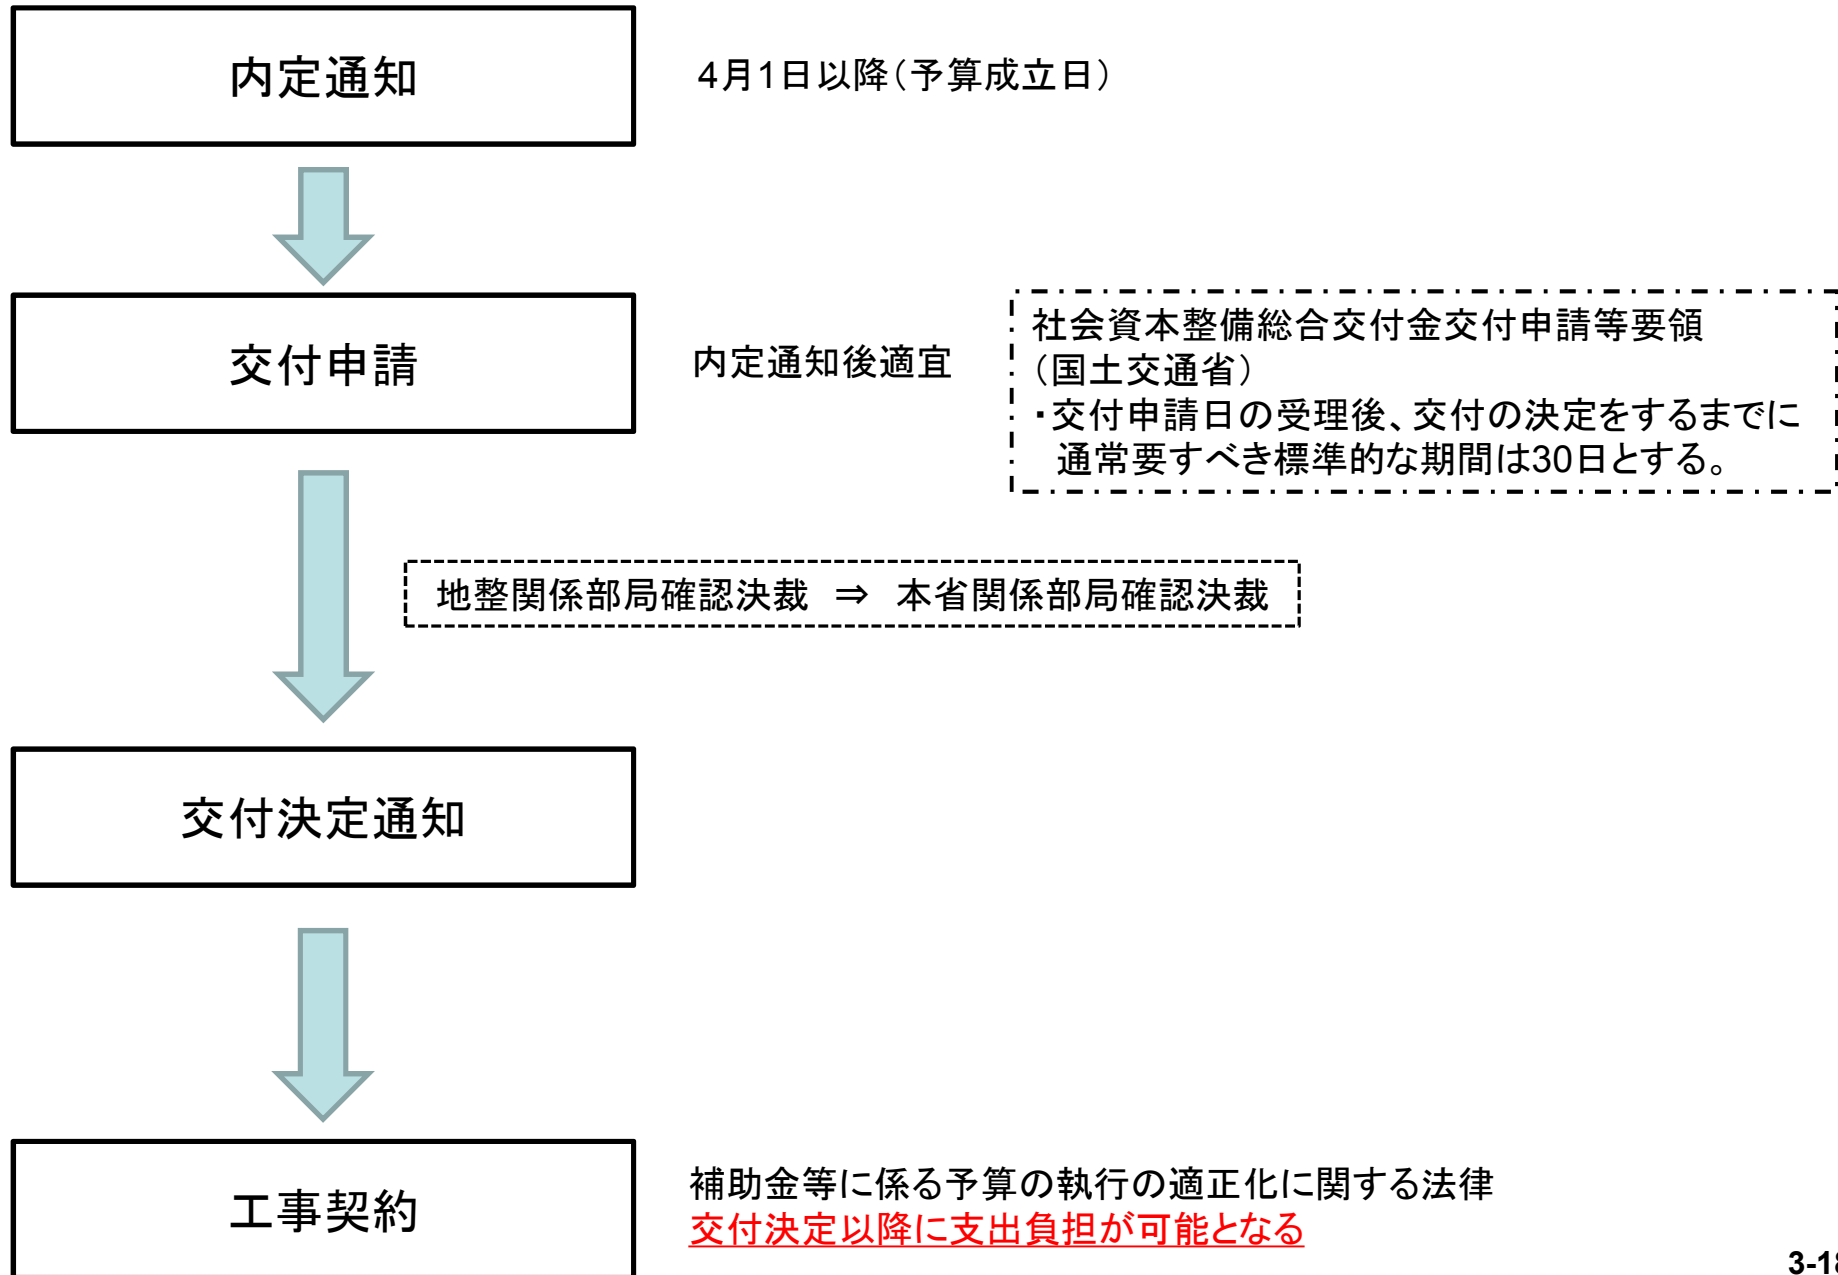 内定通知
4月1日以降（予算成立日）
交付申請
内定通知後適宜
社会資本整備総合交付金交付申請等要領
（国土交通省）
・交付申請日の受理後、交付の決定をするまでに
通常要すべき標準的な期間は30日とする。
地整関係部局確認決裁　⇒　本省関係部局確認決裁
交付決定通知
工事契約
補助金等に係る予算の執行の適正化に関する法律
交付決定以降に支出負担が可能となる
3-18